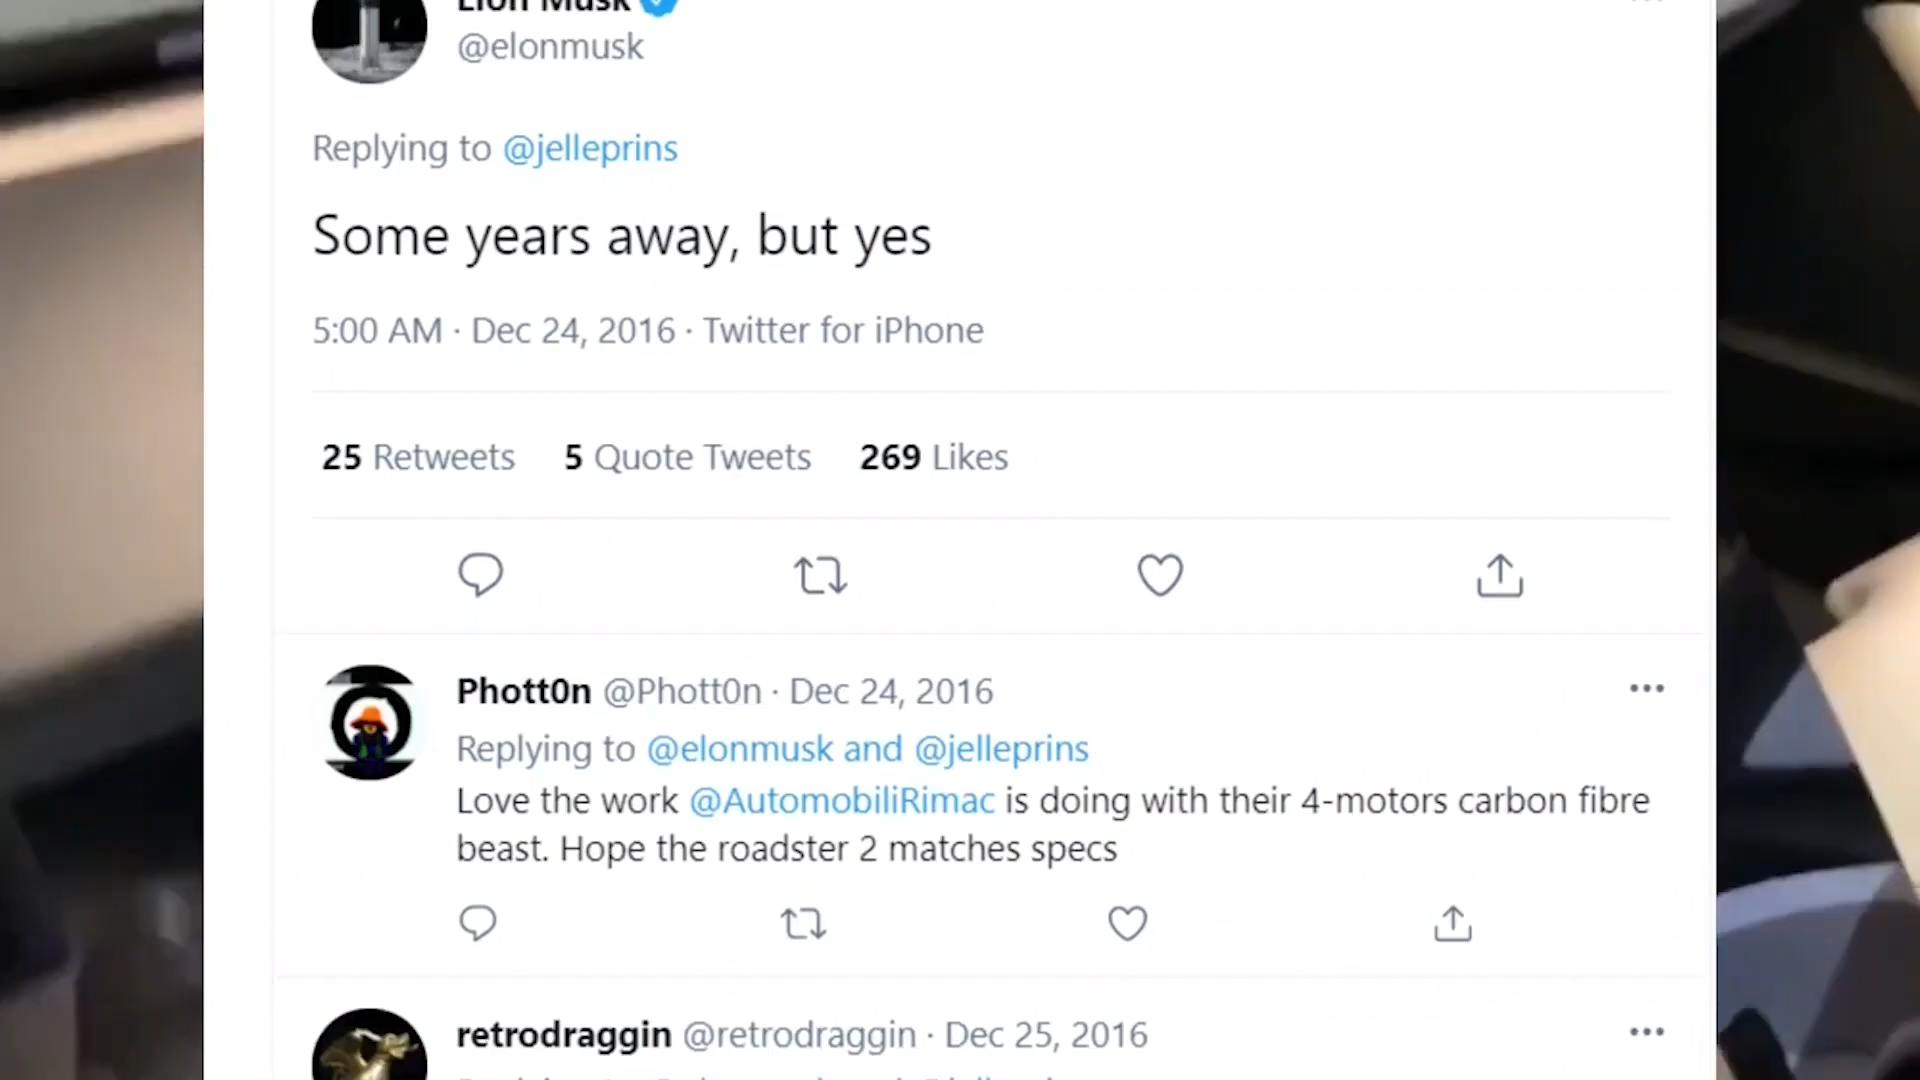 Elon Musk
@elonmusk
Replying to @jelleprins
Some years away, but yes
5:00 AM · Dec 24, 2016 · Twitter for iPhone
25 Retweets 5 Quote Tweets 269 Likes
Phott0n @Phott0n · Dec 24, 2016
Replying to @elonmusk and @jelleprins
Love the work @AutomobiliRimac is doing with their 4-motors carbon fibre
beast. Hope the roadster 2 matches specs
retrodraggin @retrodraggin · Dec 25, 2016